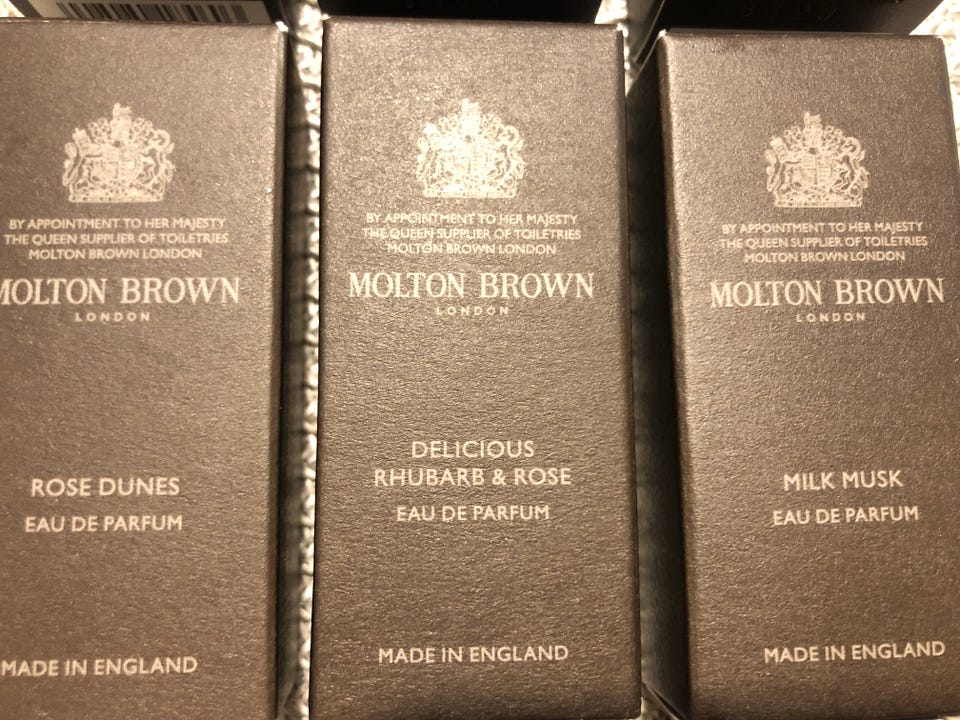 BY APPOINTMENT TO HER MAJESTY
THE QUEEN SUPPLIER OF TOILETRIES
MOLTON BROWN LONDON
MOLTON BROWN
LONDON
ROSE DUNES
EAU DE PARFUM
MADE IN ENGLAND
BY APPOINTMENT TO HER MAJESTY
THE QUEEN SUPPLIER OF TOILETRIES
MOLTON BROWN LONDON
MOLTON BROWN
LONDON
DELICIOUS
RHUBARB & ROSE
EAU DE PARFUM
MADE IN ENGLAND
BY APPOINTMENT TO HER MAJESTY
THE QUEEN SUPPLIER OF TOILETRIES
MOLTON BROWN LONDON
MOLTON BROWN
LONDON
MILK MUSK
EAU DE PARFUM
MADE IN ENGLAND